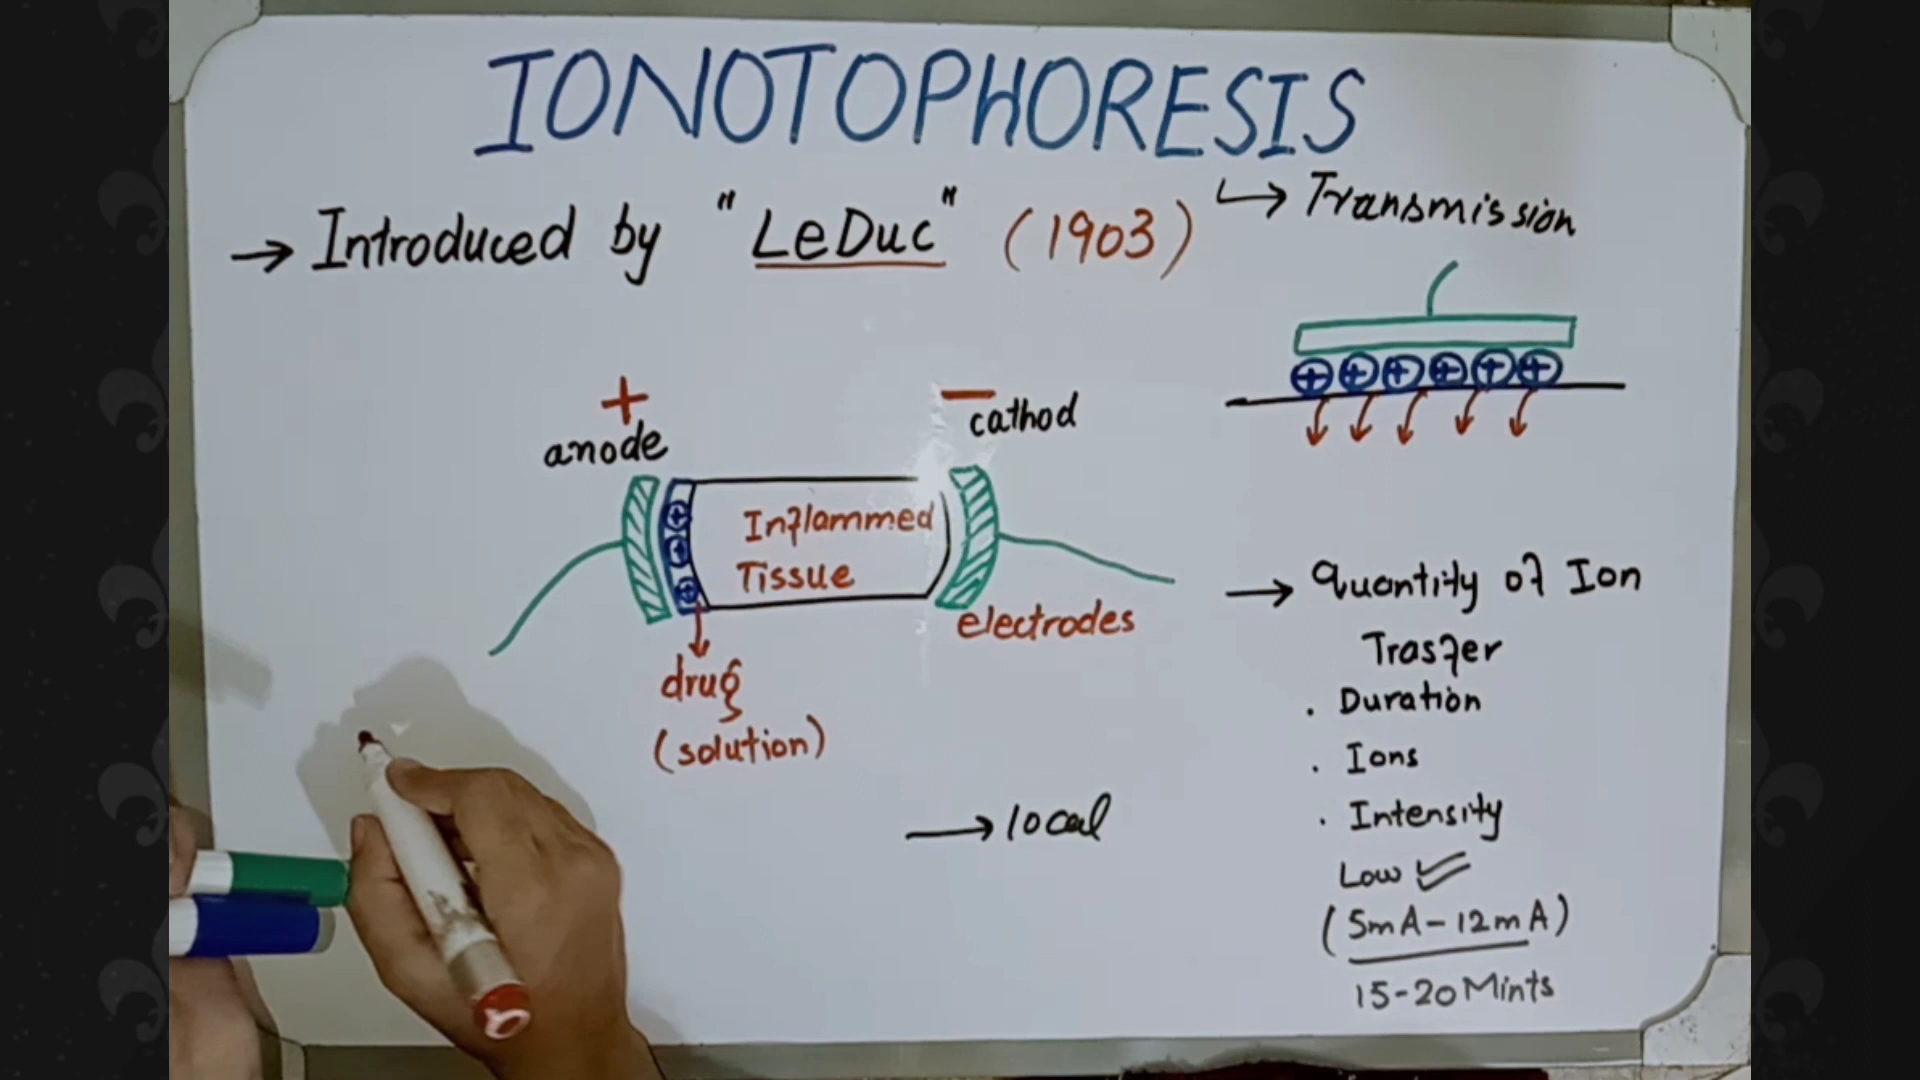 IONOTOPHORESIS
→ Introduced by "LeDuc" (1903)
↳ Transmission
+
anode
−
cathod
+ + + + + +
Inflammed
Tissue
+
+
+
electrodes
drug
(solution)
→ local
→ Quantity of Ion
Trasfer
. Duration
. Ions
. Intensity
Low ✓
(5mA-12mA)
15-20 Mints